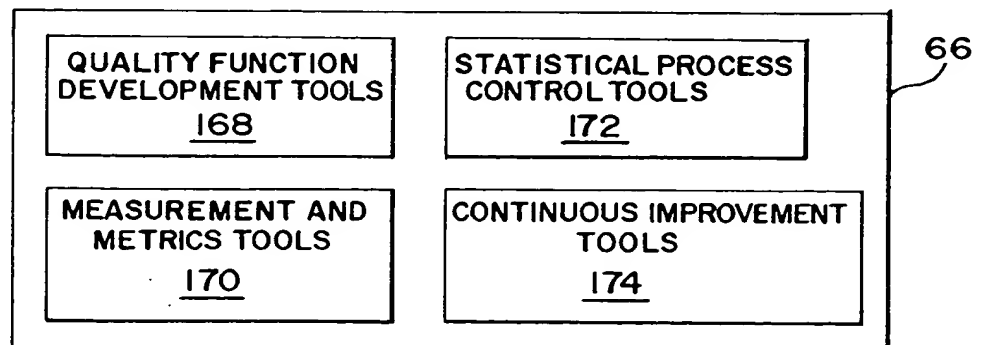 QUALITY FUNCTION
DEVELOPMENT TOOLS
168
STATISTICAL PROCESS
CONTROL TOOLS
172
66
MEASUREMENT AND
METRICS TOOLS
170
CONTINUOUS IMPROVEMENT
TOOLS
174